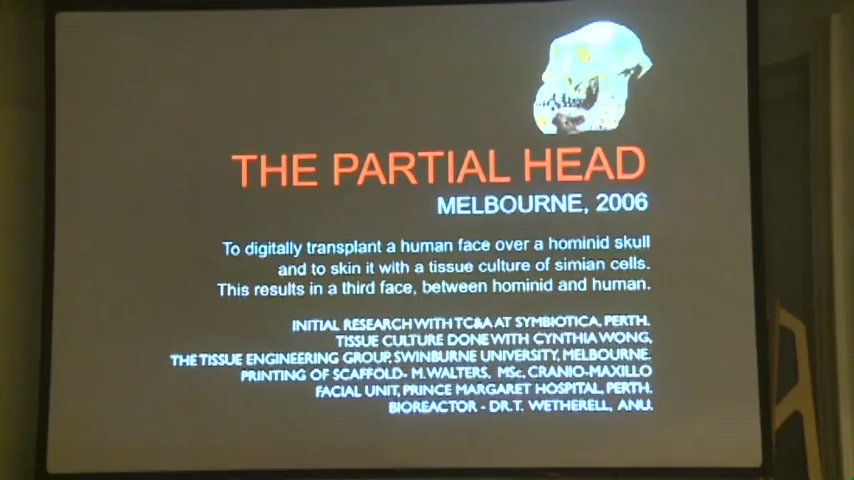 THE PARTIAL HEAD
MELBOURNE, 2006
To digitally transplant a human face over a hominid skull
and to skin it with a tissue culture of simian cells.
This results in a third face, between hominid and human.
INITIAL RESEARCH WITH TC&A AT SYMBIOTICA, PERTH.
TISSUE CULTURE DONE WITH CYNTHIA WONG,
THE TISSUE ENGINEERING GROUP, SWINBURNE UNIVERSITY, MELBOURNE.
PRINTING OF SCAFFOLD- M. WALTERS, MSc, CRANIO-MAXILLO
FACIAL UNIT, PRINCE MARGARET HOSPITAL, PERTH.
BIOREACTOR - DR.T. WETHERELL, ANU.